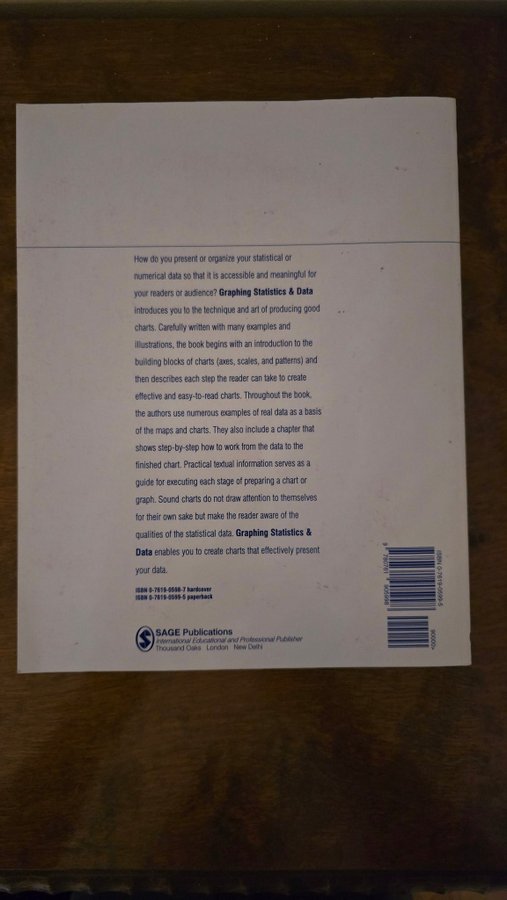 How do you present or organize your statistical or
numerical data so that it is accessible and meaningful for
your readers or audience? Graphing Statistics & Data
introduces you to the technique and art of producing good
charts. Carefully written with many examples and
illustrations, the book begins with an introduction to the
building blocks of charts (axes, scales, and patterns) and
then describes each step the reader can take to create
effective and easy-to-read charts. Throughout the book,
the authors use numerous examples of real data as a basis
of the maps and charts. They also include a chapter that
shows step-by-step how to work from the data to the
finished chart. Practical textual information serves as a
guide for executing each stage of preparing a chart or
graph. Sound charts do not draw attention to themselves
for their own sake but make the reader aware of the
qualities of the statistical data. Graphing Statistics &
Data enables you to create charts that effectively present
your data.
ISBN 0-7619-0598-7 hardcover
ISBN 0-7619-0599-5 paperback
SAGE Publications
International Educational and Professional Publisher
Thousand Oaks London New Delhi
ISBN 0-7619-0599-5